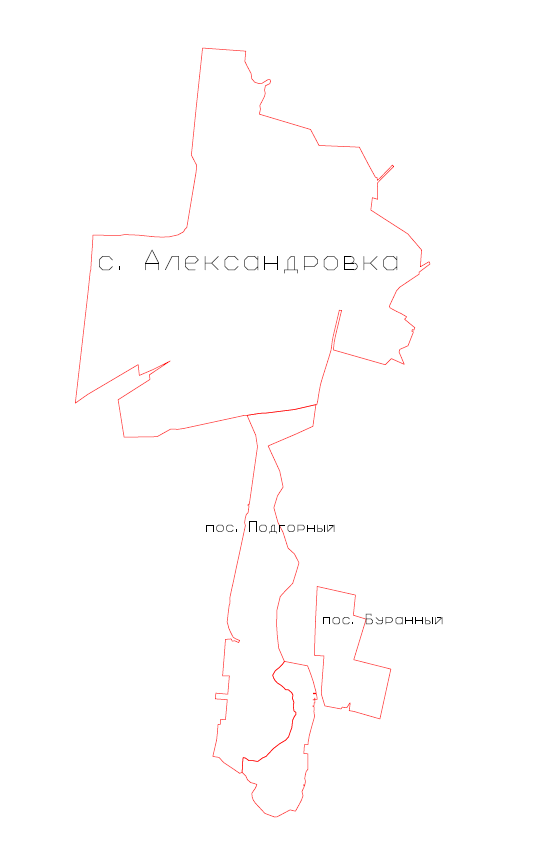 с. Александровка
пос. Подгорный
пос. Буранный